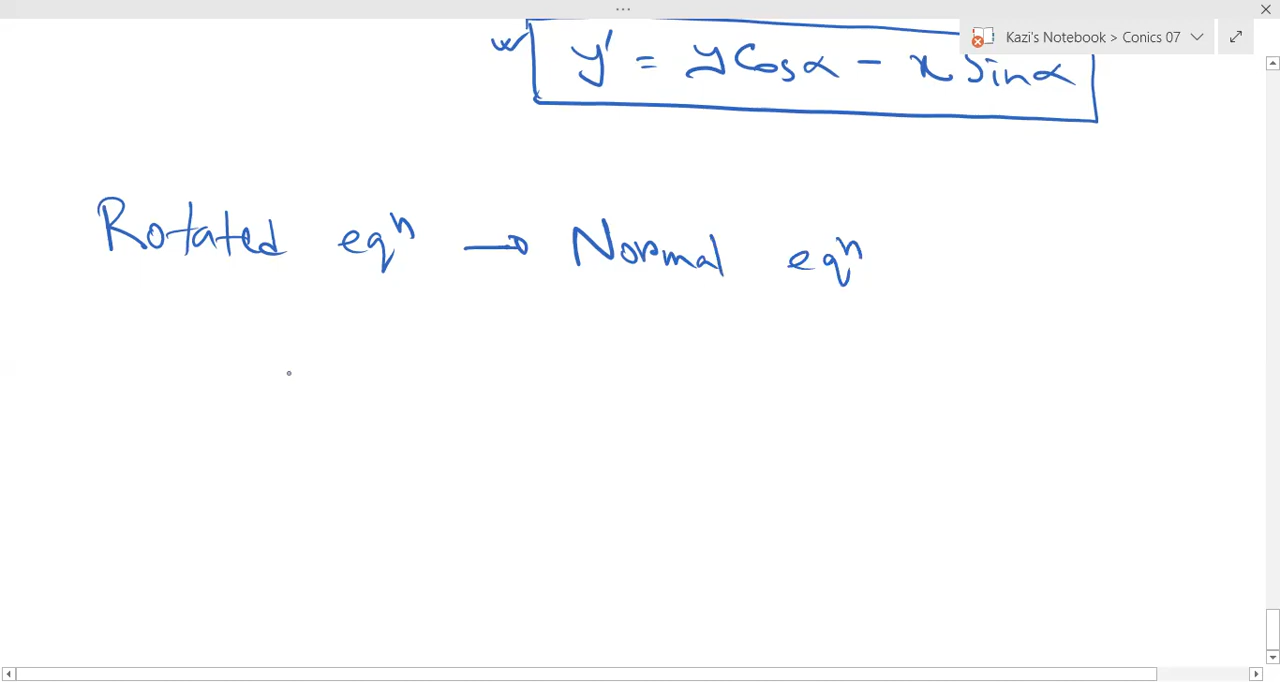 Kazi's Notebook > Conics 07
y' = y Cosα - x Sinα
Rotated eqⁿ → Normal eqⁿ